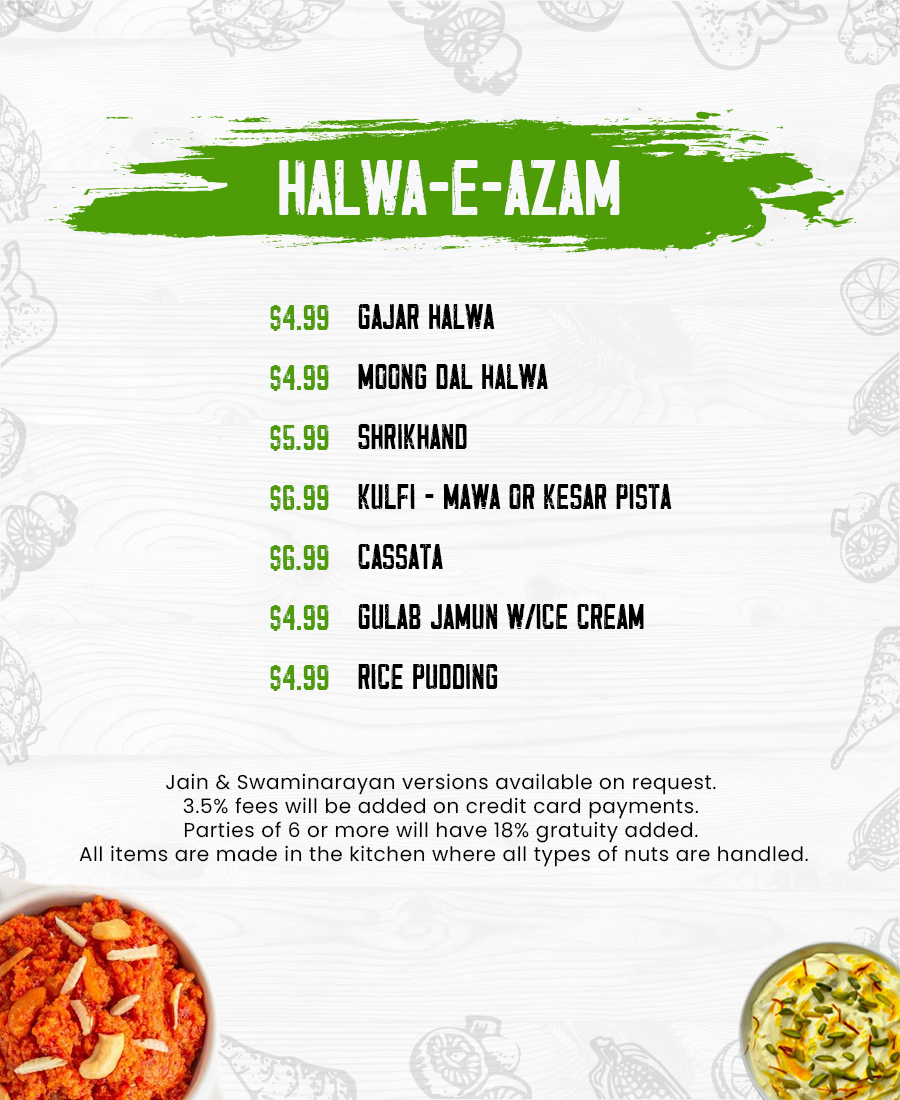 HALWA-E-AZAM
$4.99 GAJAR HALWA
$4.99 MOONG DAL HALWA
$5.99 SHRIKHAND
$6.99 KULFI - MAWA OR KESAR PISTA
$6.99 CASSATA
$4.99 GULAB JAMUN W/ICE CREAM
$4.99 RICE PUDDING
Jain & Swaminarayan versions available on request.
3.5% fees will be added on credit card payments.
Parties of 6 or more will have 18% gratuity added.
All items are made in the kitchen where all types of nuts are handled.